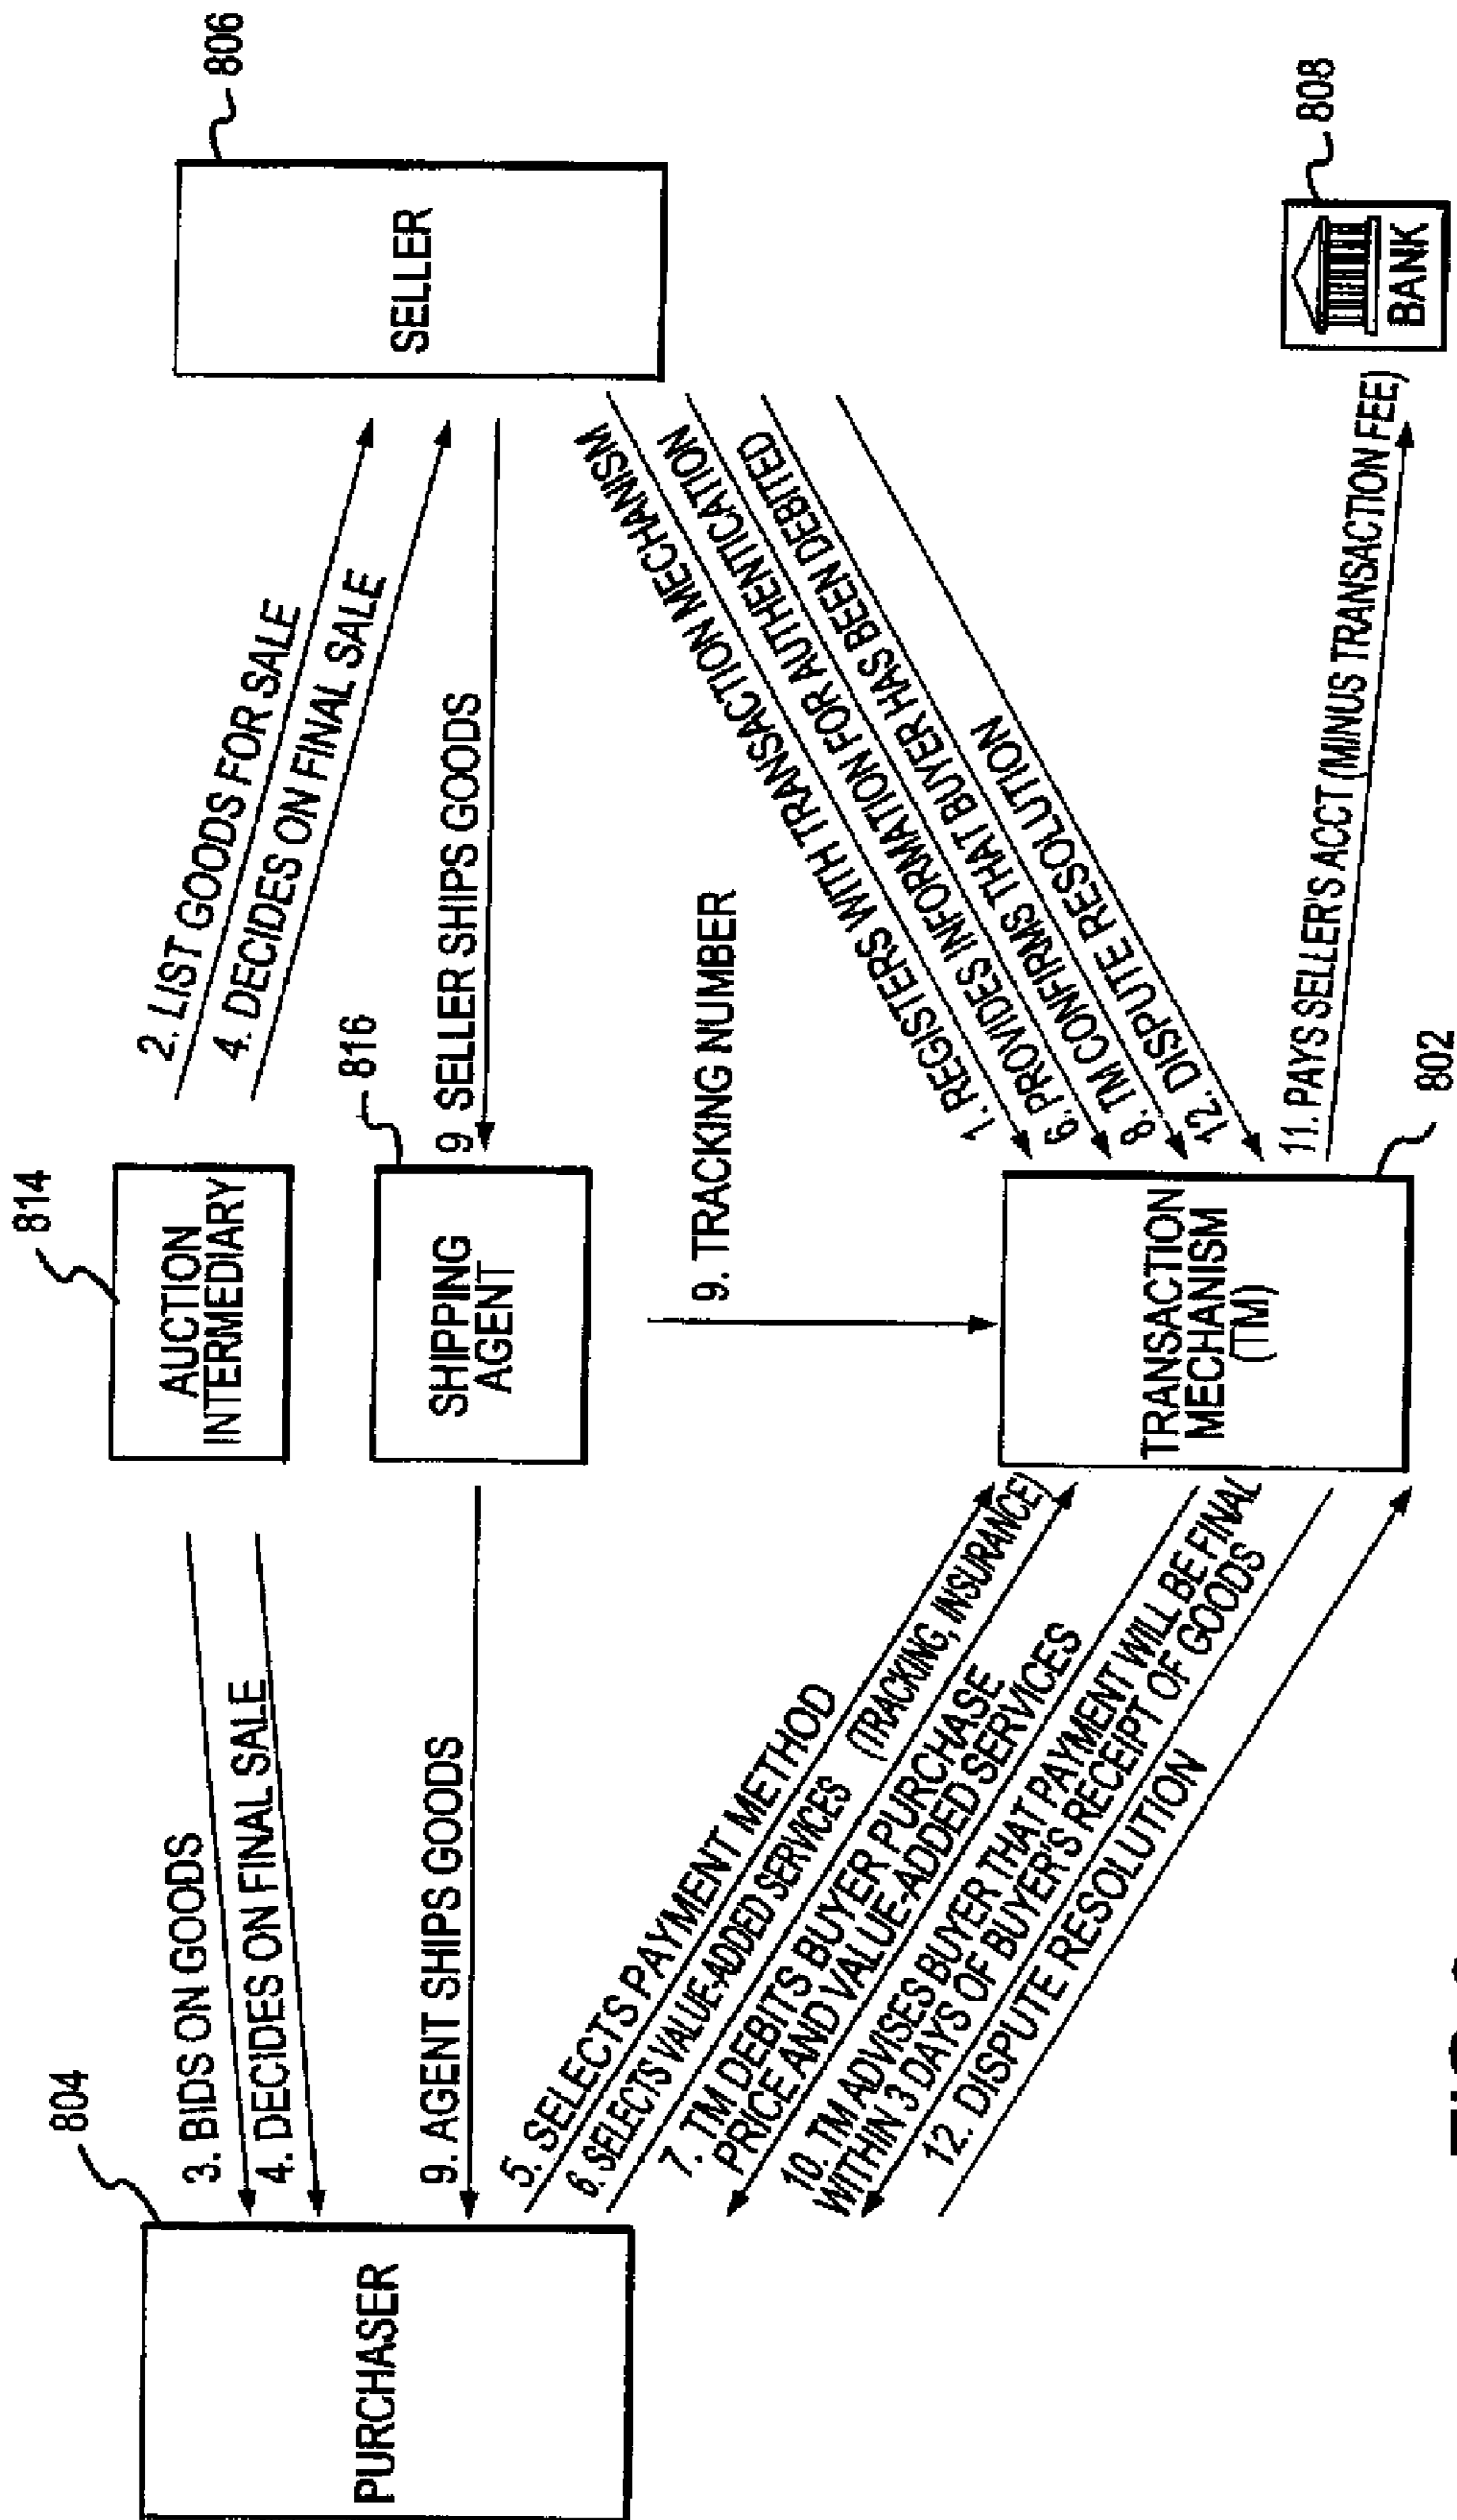 804
PURCHASER
3. BIDS ON GOODS
4. DECIDES ON FINAL SALE
9. AGENT SHIPS GOODS
814
AUCTION
INTERMEDIARY
816
SHIPPING
AGENT
2. LIST GOODS FOR SALE
4. DECIDES ON FINAL SALE
9 SELLER SHIPS GOODS
806
SELLER
9. TRACKING NUMBER
5. SELECTS PAYMENT METHOD
6. SELECTS VALUE-ADDED SERVICES (TRACKING, INSURANCE)
7. TM DEBITS BUYER PURCHASE
PRICE AND VALUE-ADDED SERVICES
10. TM ADVISES BUYER THAT PAYMENT WILL BE FINAL
WITHIN 3 DAYS OF BUYER'S RECEIPT OF GOODS
12. DISPUTE RESOLUTION
1. REGISTERS WITH TRANSACTION MECHANISM
6. PROVIDES INFORMATION FOR AUTHENTICATION
8. TM CONFIRMS THAT BUYER HAS BEEN DEBITED
12. DISPUTE RESOLUTION
TRANSACTION
MECHANISM
(TM)
802
11. PAYS SELLER'S ACCT (MINUS TRANSACTION FEE)
808
BANK